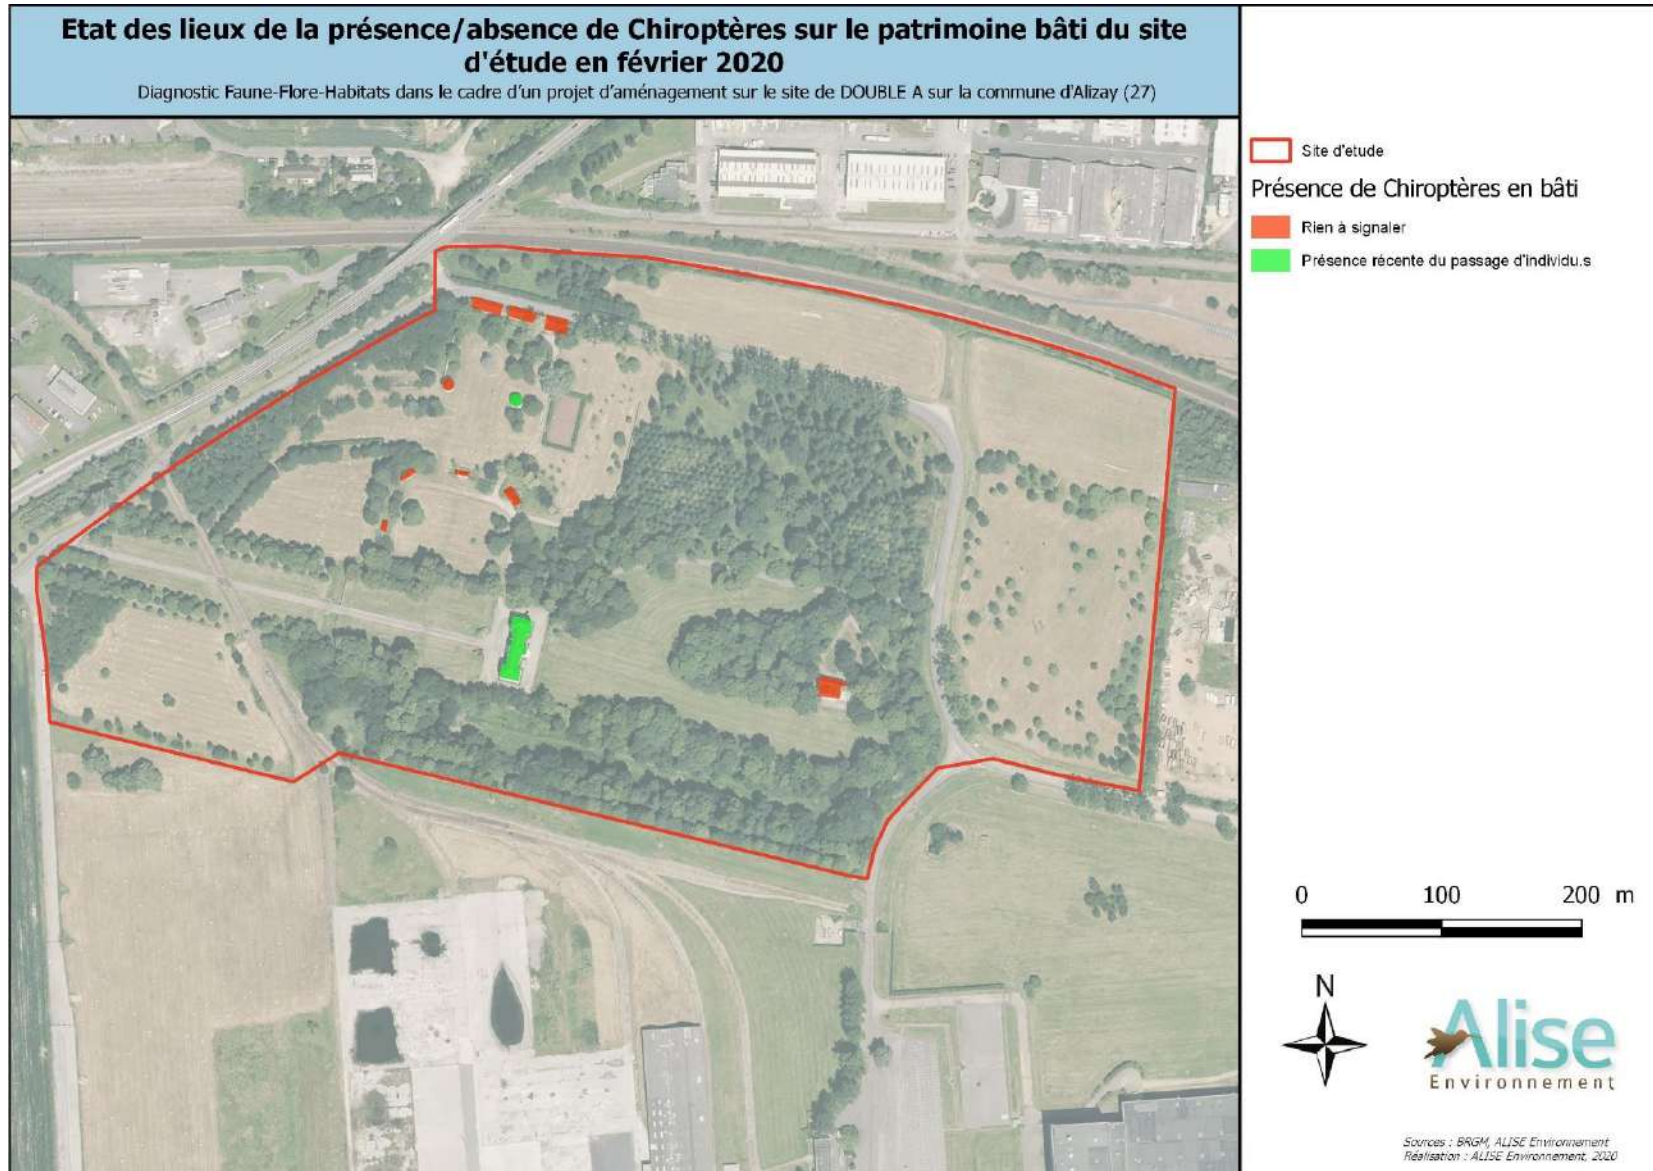 Etat des lieux de la présence/absence de Chiroptères sur le patrimoine bâti du site
d'étude en février 2020
Diagnostic Faune-Flore-Habitats dans le cadre d'un projet d'aménagement sur le site de DOUBLE A sur la commune d'Alizay (27)
Site d'etude
Présence de Chiroptères en bâti
Rien à signaler
Présence récente du passage d'individu.s
0 100 200 m
N
Alise
Environnement
Sources : BRGM, ALISE Environnement
Réalisation : ALISE Environnement, 2020